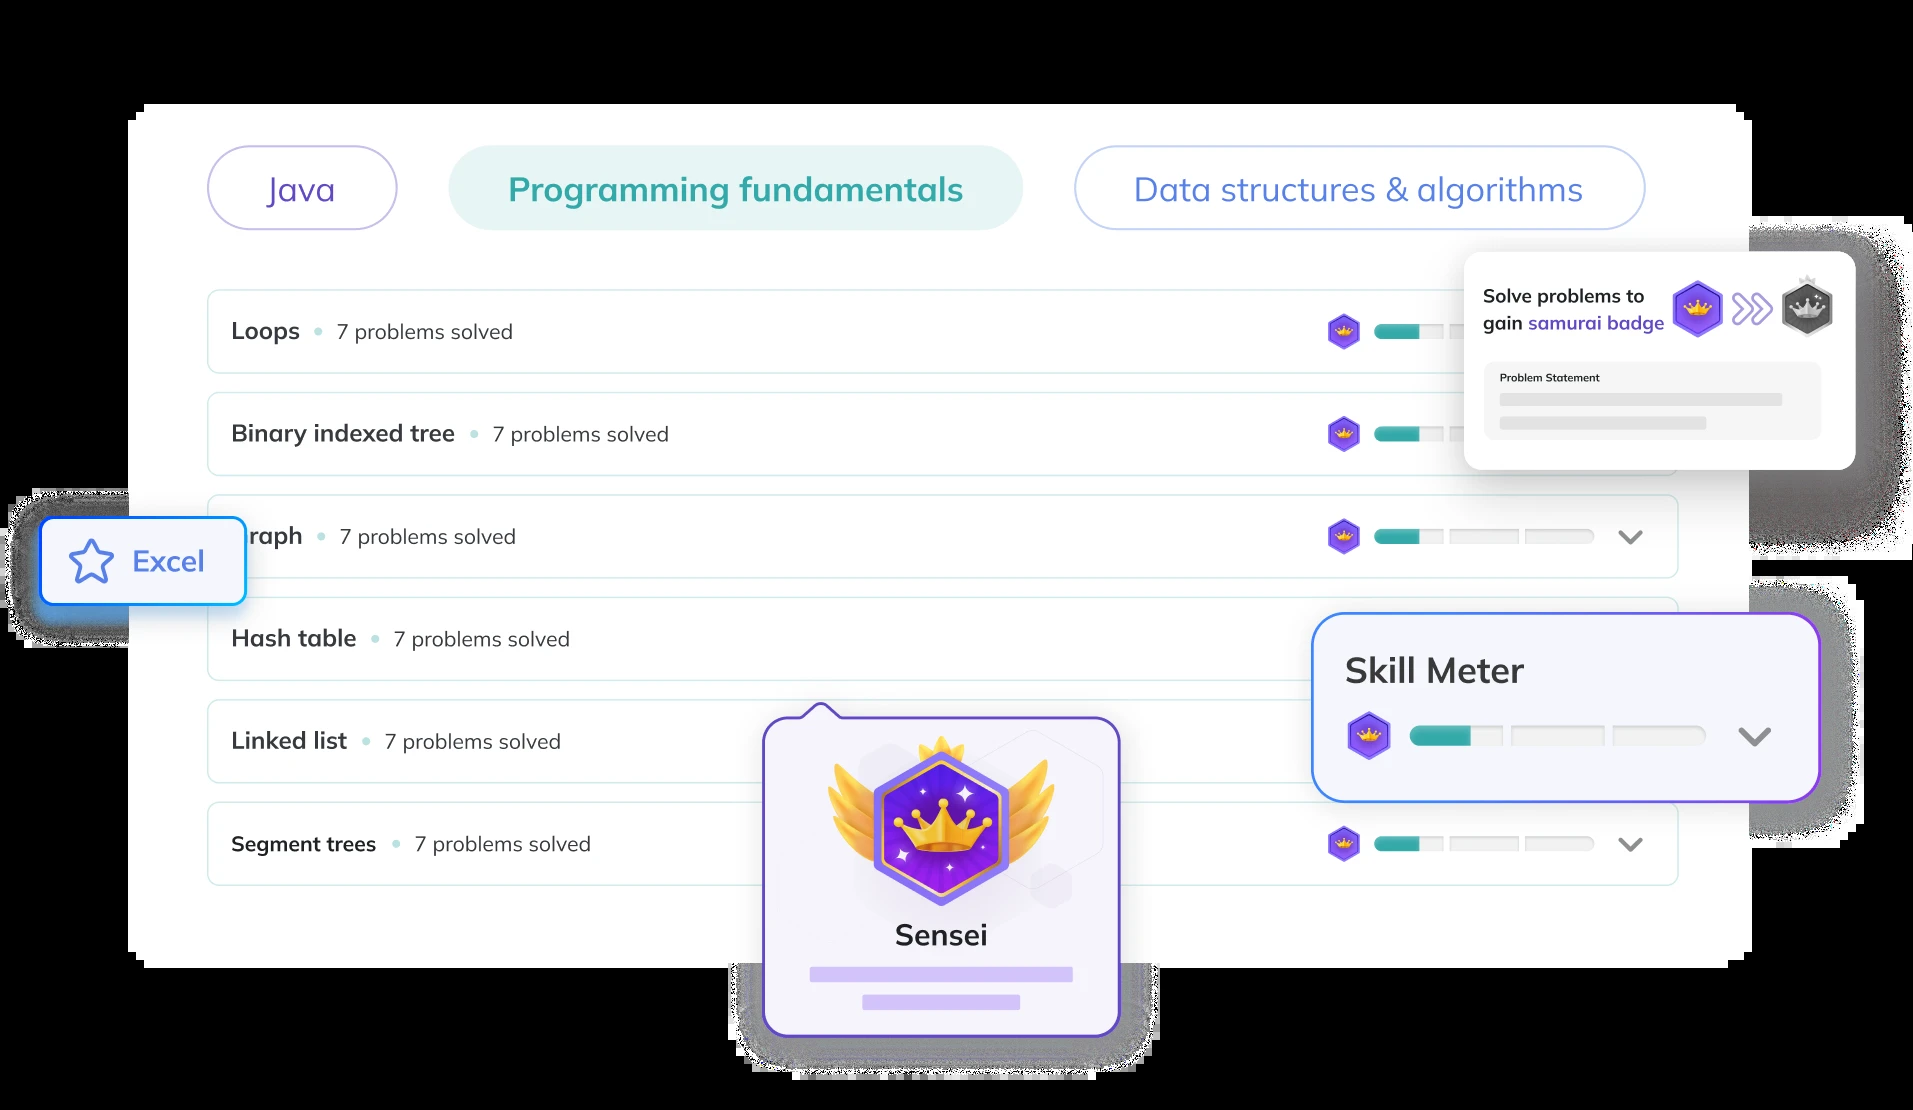 Java
Programming fundamentals
Data structures & algorithms
Loops • 7 problems solved
Solve problems to
gain samurai badge
Problem Statement
Binary indexed tree • 7 problems solved
raph • 7 problems solved
Excel
Hash table • 7 problems solved
Skill Meter
Linked list • 7 problems solved
Segment trees • 7 problems solved
Sensei